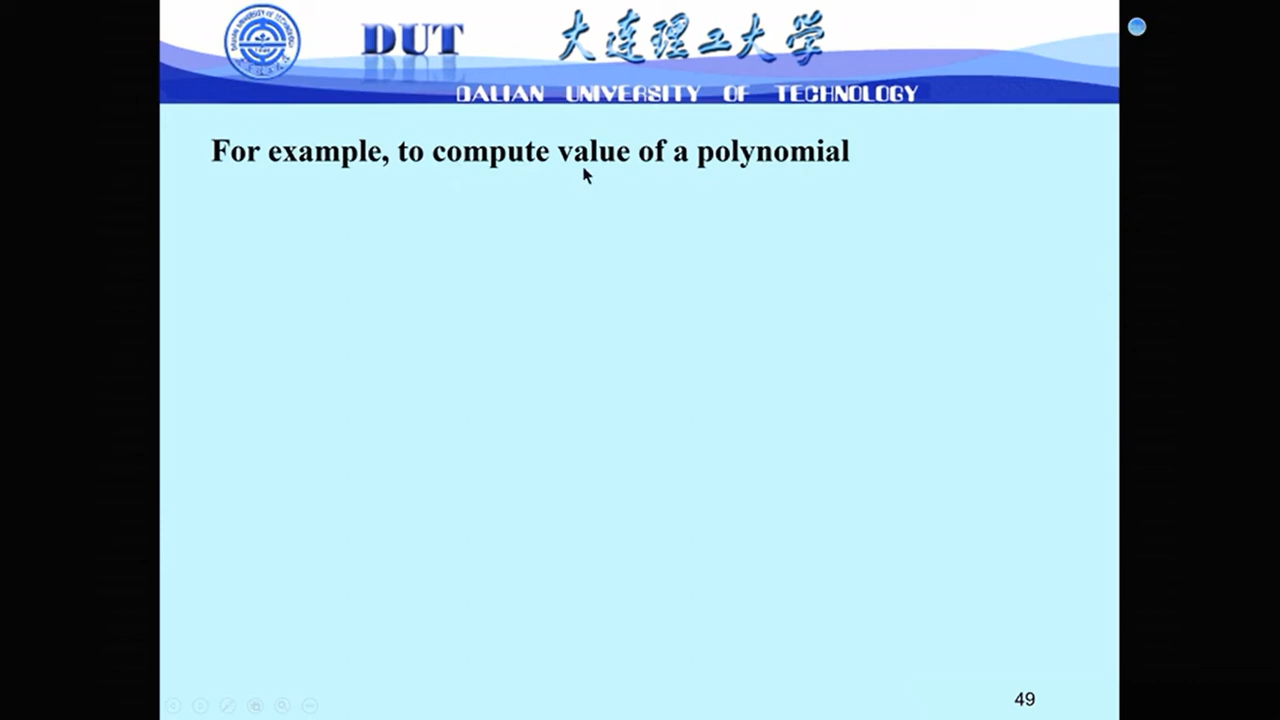 DUT
大连理工大学
DALIAN UNIVERSITY OF TECHNOLOGY
For example, to compute value of a polynomial
49